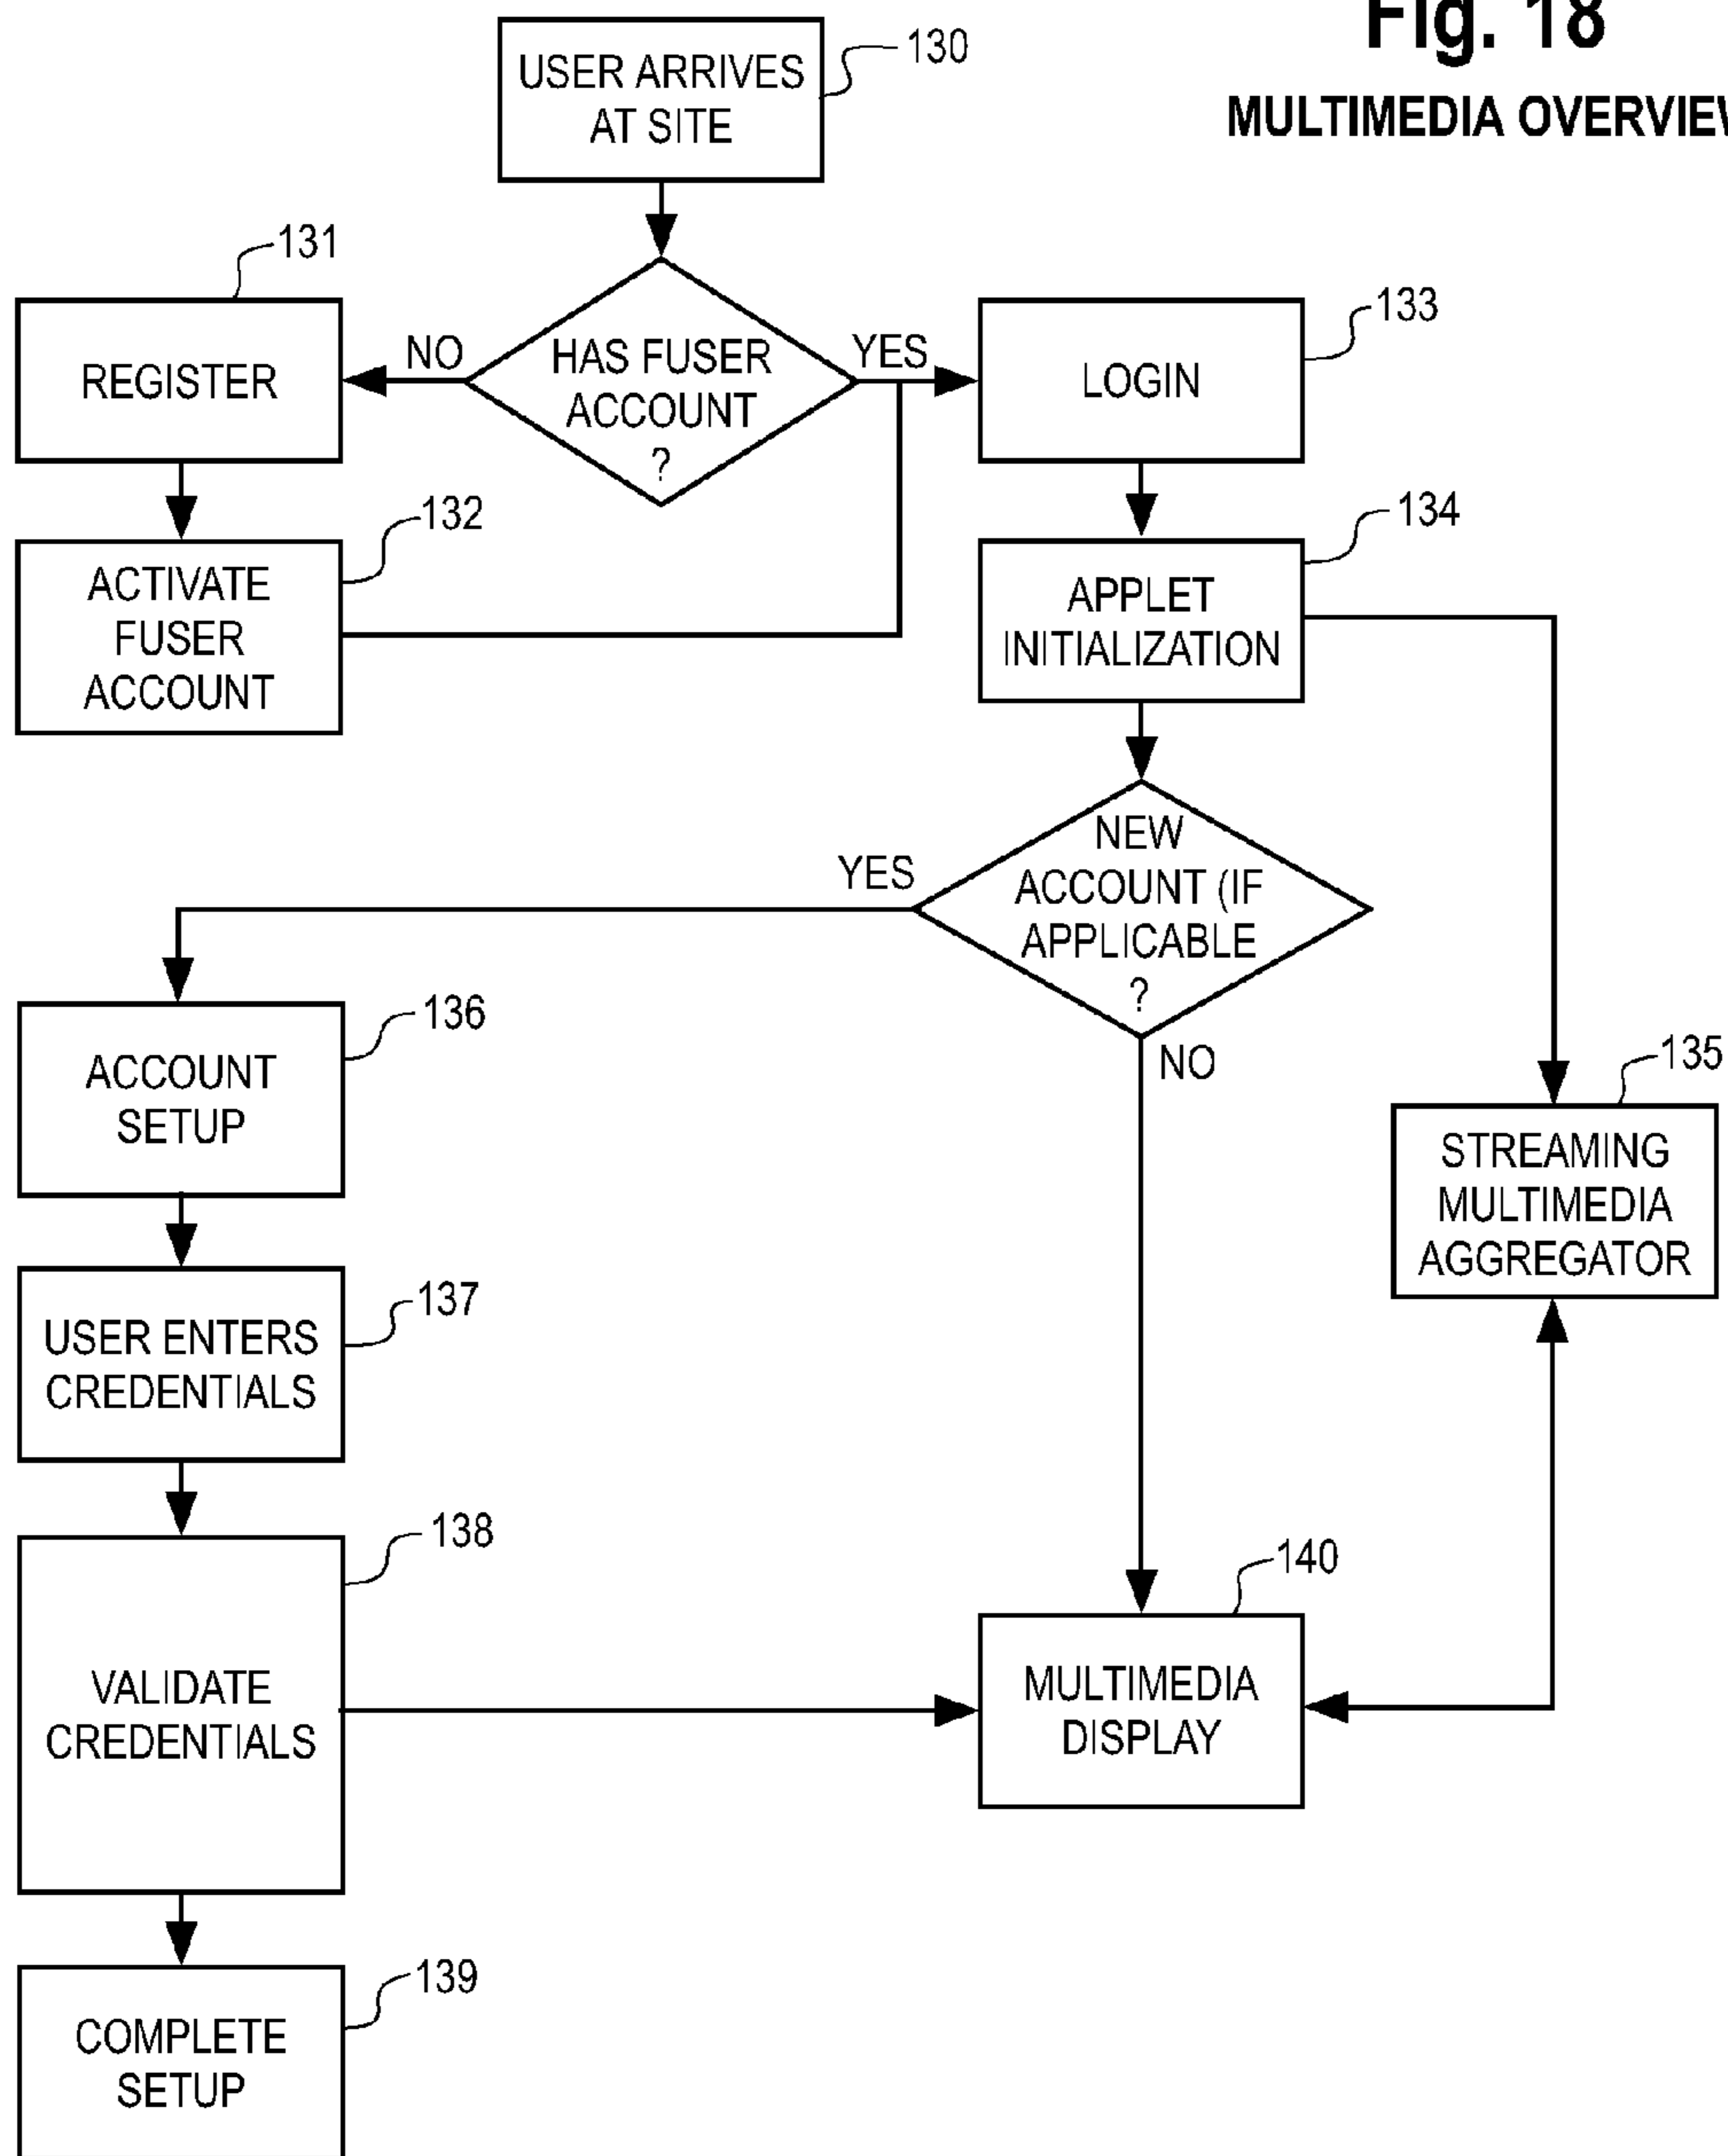 Fig. 18
MULTIMEDIA OVERVIEW
130
USER ARRIVES
AT SITE
131
REGISTER
NO
HAS FUSER
ACCOUNT
?
YES
133
LOGIN
132
ACTIVATE
FUSER
ACCOUNT
134
APPLET
INITIALIZATION
NEW
ACCOUNT (IF
APPLICABLE
?
YES
NO
136
ACCOUNT
SETUP
135
STREAMING
MULTIMEDIA
AGGREGATOR
137
USER ENTERS
CREDENTIALS
138
VALIDATE
CREDENTIALS
140
MULTIMEDIA
DISPLAY
139
COMPLETE
SETUP